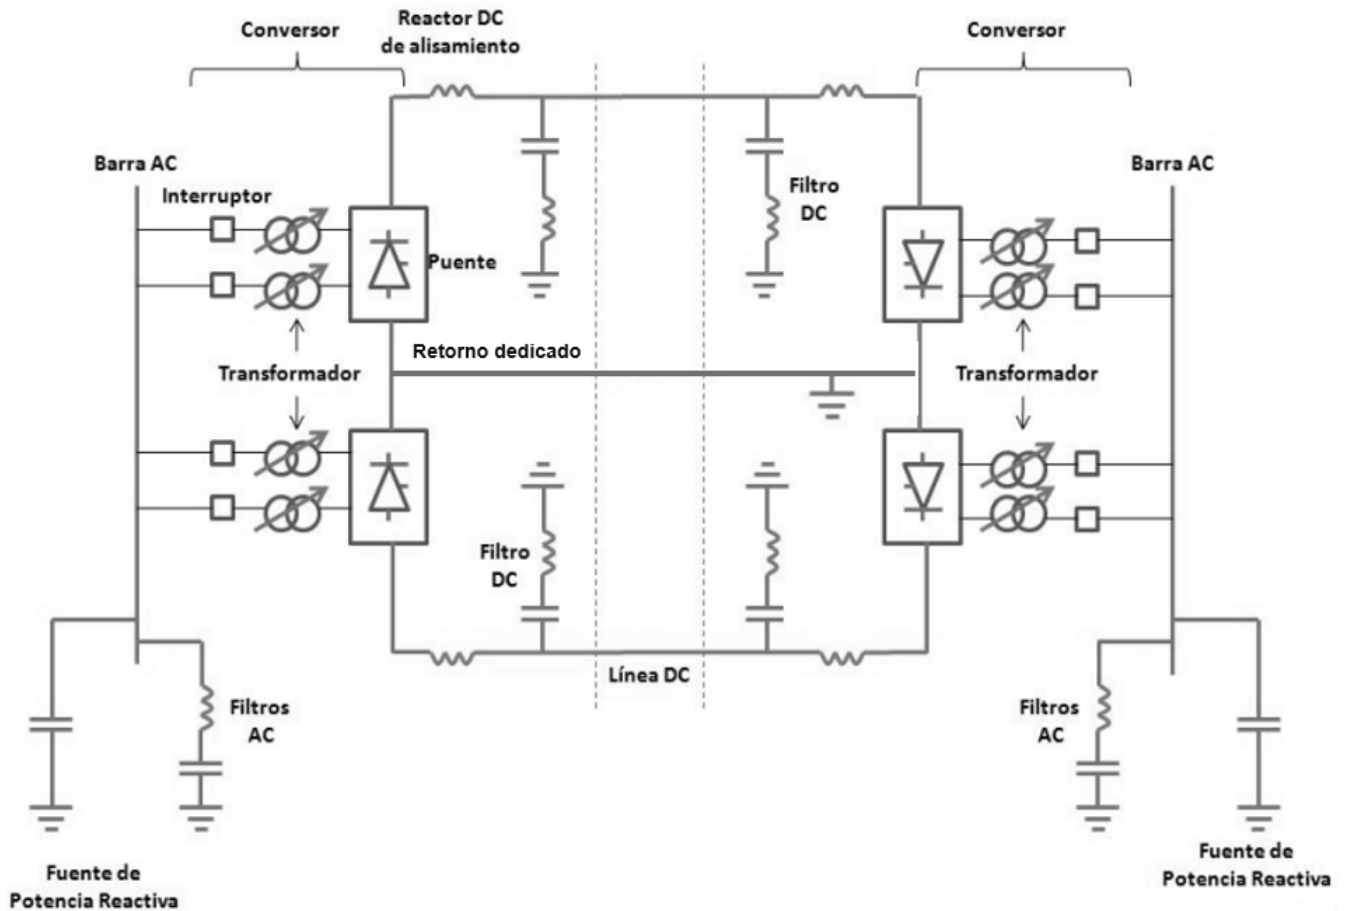 Conversor
Reactor DC
de alisamiento
Conversor
Barra AC
Interruptor
Puente
Filtro
DC
Barra AC
Retorno dedicado
Transformador
Transformador
Filtro
DC
Línea DC
Filtros
AC
Filtros
AC
Fuente de
Potencia Reactiva
Fuente de
Potencia Reactiva